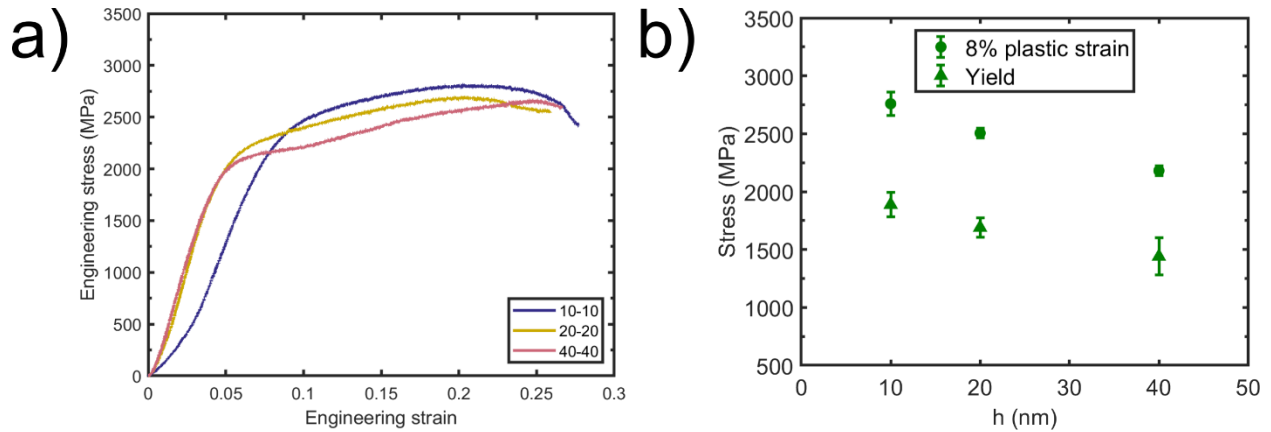 a)
3500
3000
2500
2000
1500
1000
500
0
Engineering stress (MPa)
0 0.05 0.1 0.15 0.2 0.25 0.3
Engineering strain
10-10
20-20
40-40
b)
3500
3000
2500
2000
1500
1000
500
Stress (MPa)
0 10 20 30 40 50
h (nm)
8% plastic strain
Yield